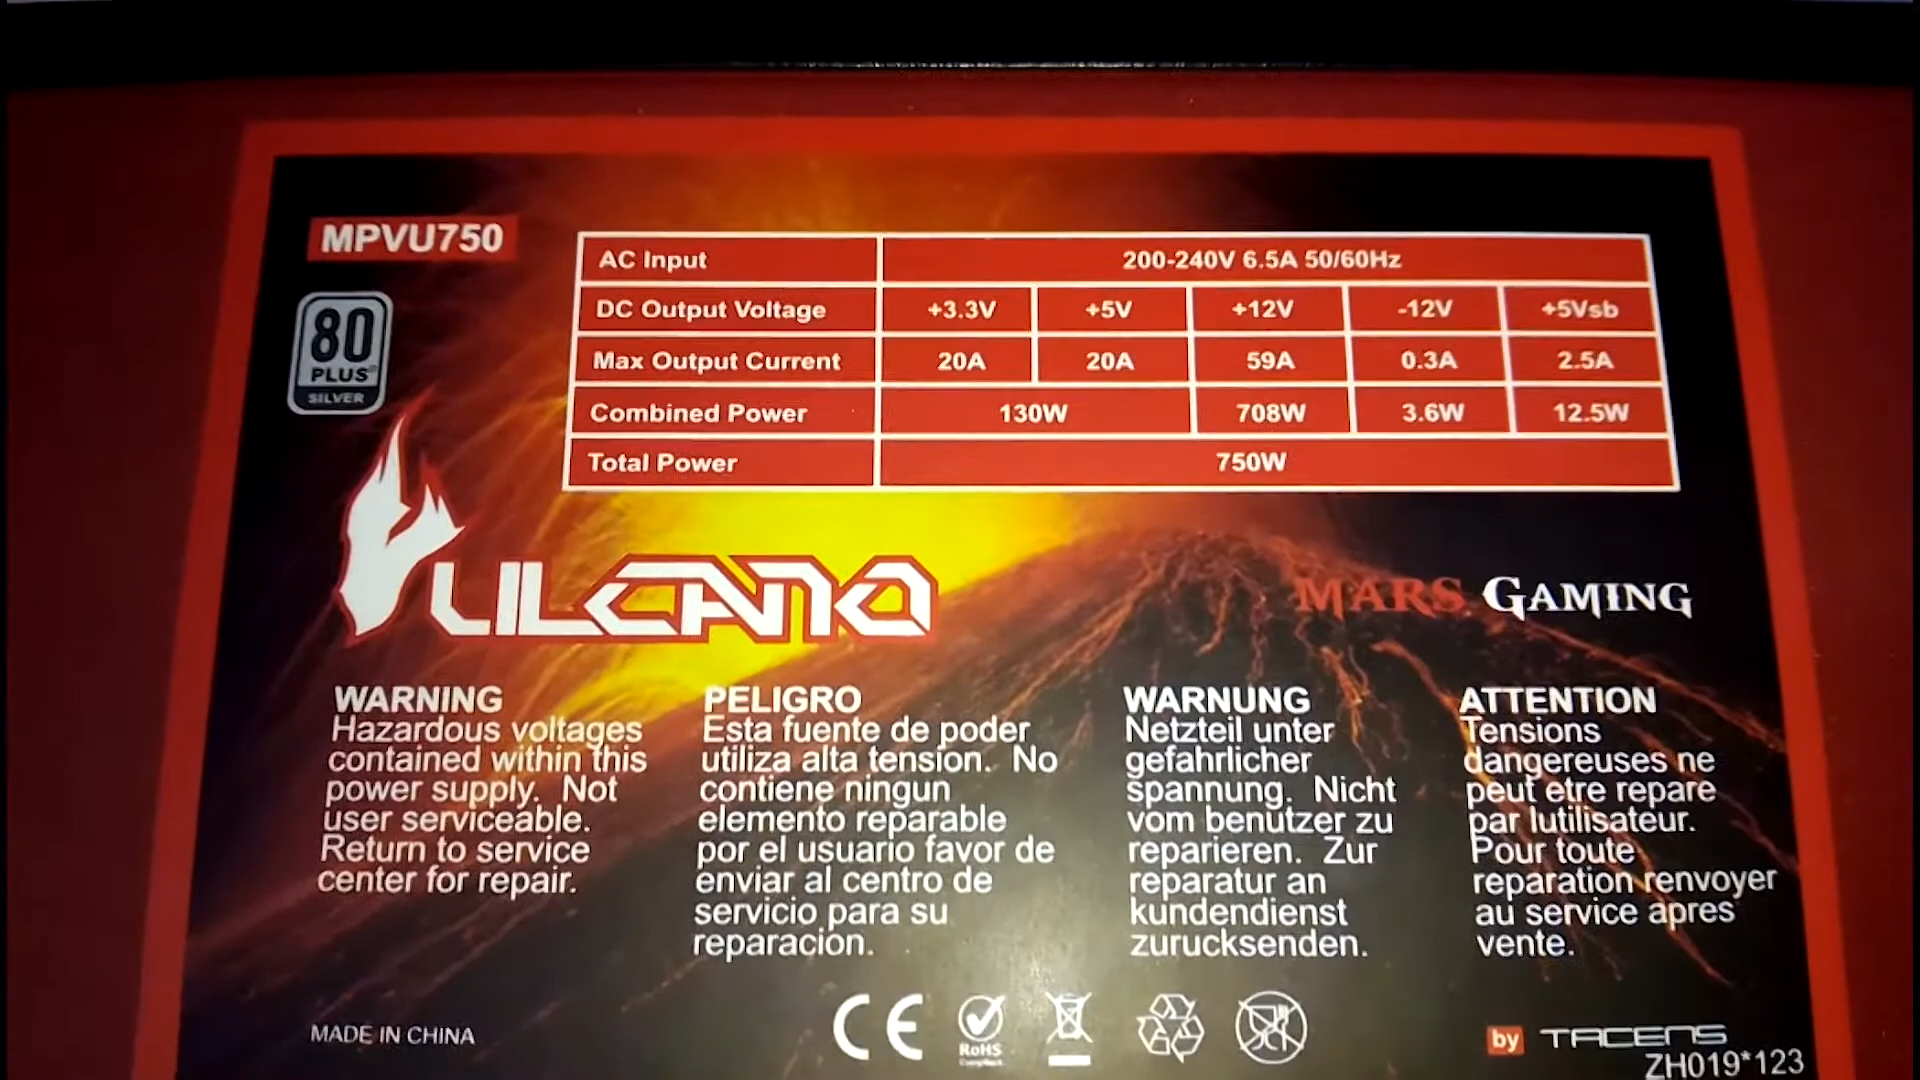 MPVU750
80
PLUS®
SILVER
AC Input 200-240V 6.5A 50/60Hz
DC Output Voltage +3.3V +5V +12V -12V +5Vsb
Max Output Current 20A 20A 59A 0.3A 2.5A
Combined Power 130W 708W 3.6W 12.5W
Total Power 750W
VULCANO
MARS GAMING
WARNING
Hazardous voltages
contained within this
power supply. Not
user serviceable.
Return to service
center for repair.
PELIGRO
Esta fuente de poder
utiliza alta tension. No
contiene ningun
elemento reparable
por el usuario favor de
enviar al centro de
servicio para su
reparacion.
WARNUNG
Netzteil unter
gefahrlicher
spannung. Nicht
vom benutzer zu
reparieren. Zur
reparatur an
kundendienst
zurucksenden.
ATTENTION
Tensions
dangereuses ne
peut etre repare
par lutilisateur.
Pour toute
reparation renvoyer
au service apres
vente.
MADE IN CHINA
CE
RoHS
by TACENS
ZH019*123